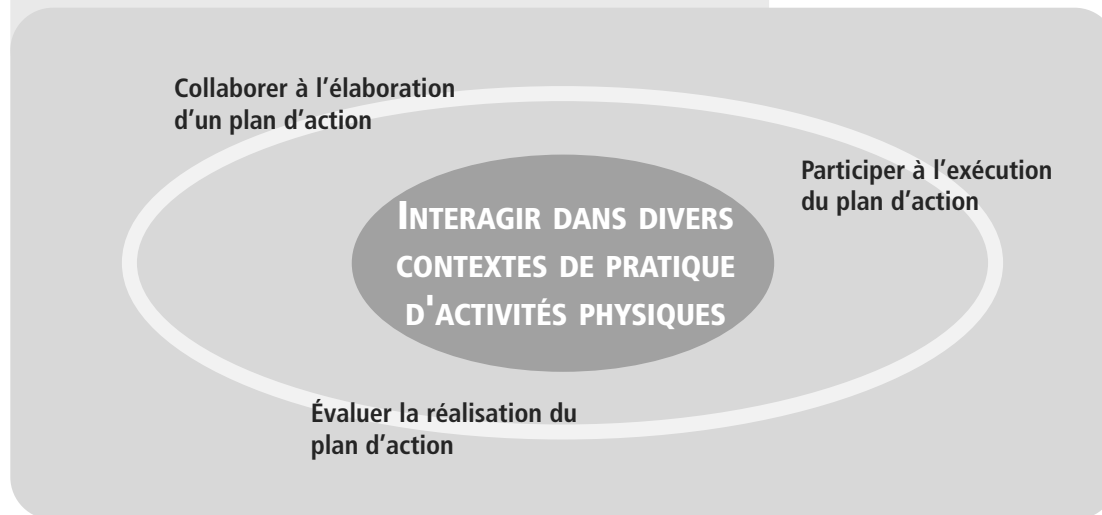 Collaborer à l’élaboration
d’un plan d’action
Participer à l’exécution
du plan d’action
INTERAGIR DANS DIVERS
CONTEXTES DE PRATIQUE
D'ACTIVITÉS PHYSIQUES
Évaluer la réalisation du
plan d’action